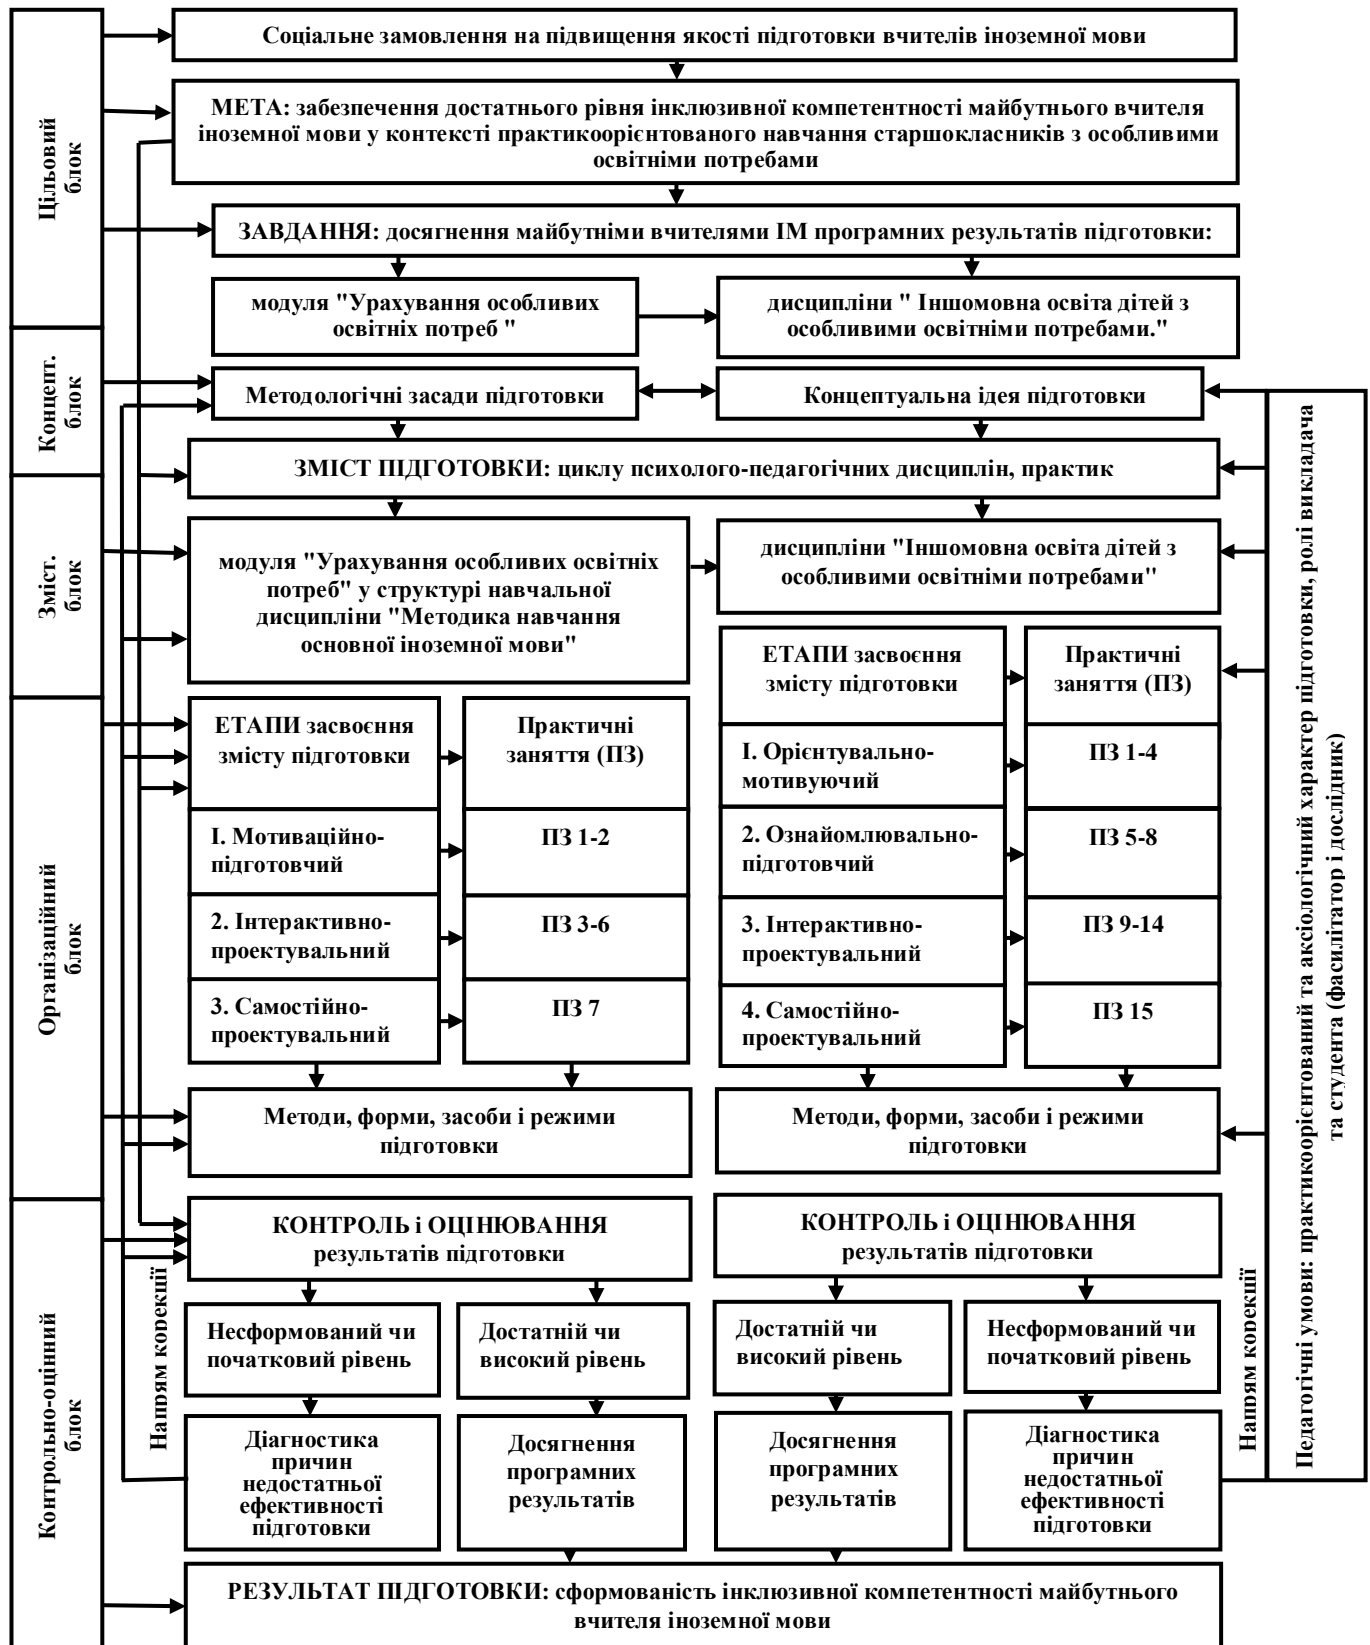 Соціальне замовлення на підвищення якості підготовки вчителів іноземної мови
МЕТА: забезпечення достатнього рівня інклюзивної компетентності майбутнього вчителя
іноземної мови у контексті практикоорієнтованого навчання старшокласників з особливими
освітніми потребами
Цільовий
блок
ЗАВДАННЯ: досягнення майбутніми вчителями ІМ програмних результатів підготовки:
модуля "Урахування особливих
освітніх потреб "
дисципліни " Іншомовна освіта дітей з
особливими освітніми потребами."
Концепт.
блок
Методологічні засади підготовки
Концептуальна ідея підготовки
ЗМІСТ ПІДГОТОВКИ: циклу психолого-педагогічних дисциплін, практик
Зміст.
блок
модуля "Урахування особливих освітніх
потреб" у структурі навчальної
дисципліни "Методика навчання
основної іноземної мови"
дисципліни "Іншомовна освіта дітей з
особливими освітніми потребами"
Організаційний
блок
ЕТАПИ засвоєння
змісту підготовки
Практичні
заняття (ПЗ)
І. Мотиваційно-
підготовчий
ПЗ 1-2
2. Інтерактивно-
проектувальний
ПЗ 3-6
3. Самостійно-
проектувальний
ПЗ 7
ЕТАПИ засвоєння
змісту підготовки
Практичні
заняття (ПЗ)
І. Орієнтувально-
мотивуючий
ПЗ 1-4
2. Ознайомлювально-
підготовчий
ПЗ 5-8
3. Інтерактивно-
проектувальний
ПЗ 9-14
4. Самостійно-
проектувальний
ПЗ 15
Методи, форми, засоби і режими
підготовки
Методи, форми, засоби і режими
підготовки
Педагогічні умови: практикоорієнтований та аксіологічний характер підготовки, ролі викладача
та студента (фасилітатор і дослідник)
Контрольно-оцінний
блок
КОНТРОЛЬ і ОЦІНЮВАННЯ
результатів підготовки
КОНТРОЛЬ і ОЦІНЮВАННЯ
результатів підготовки
Напрям корекції
Несформований чи
початковий рівень
Достатній чи
високий рівень
Достатній чи
високий рівень
Несформований чи
початковий рівень
Напрям корекції
Діагностика
причин
недостатньої
ефективності
підготовки
Досягнення
програмних
результатів
Досягнення
програмних
результатів
Діагностика
причин
недостатньої
ефективності
підготовки
РЕЗУЛЬТАТ ПІДГОТОВКИ: сформованість інклюзивної компетентності майбутнього
вчителя іноземної мови